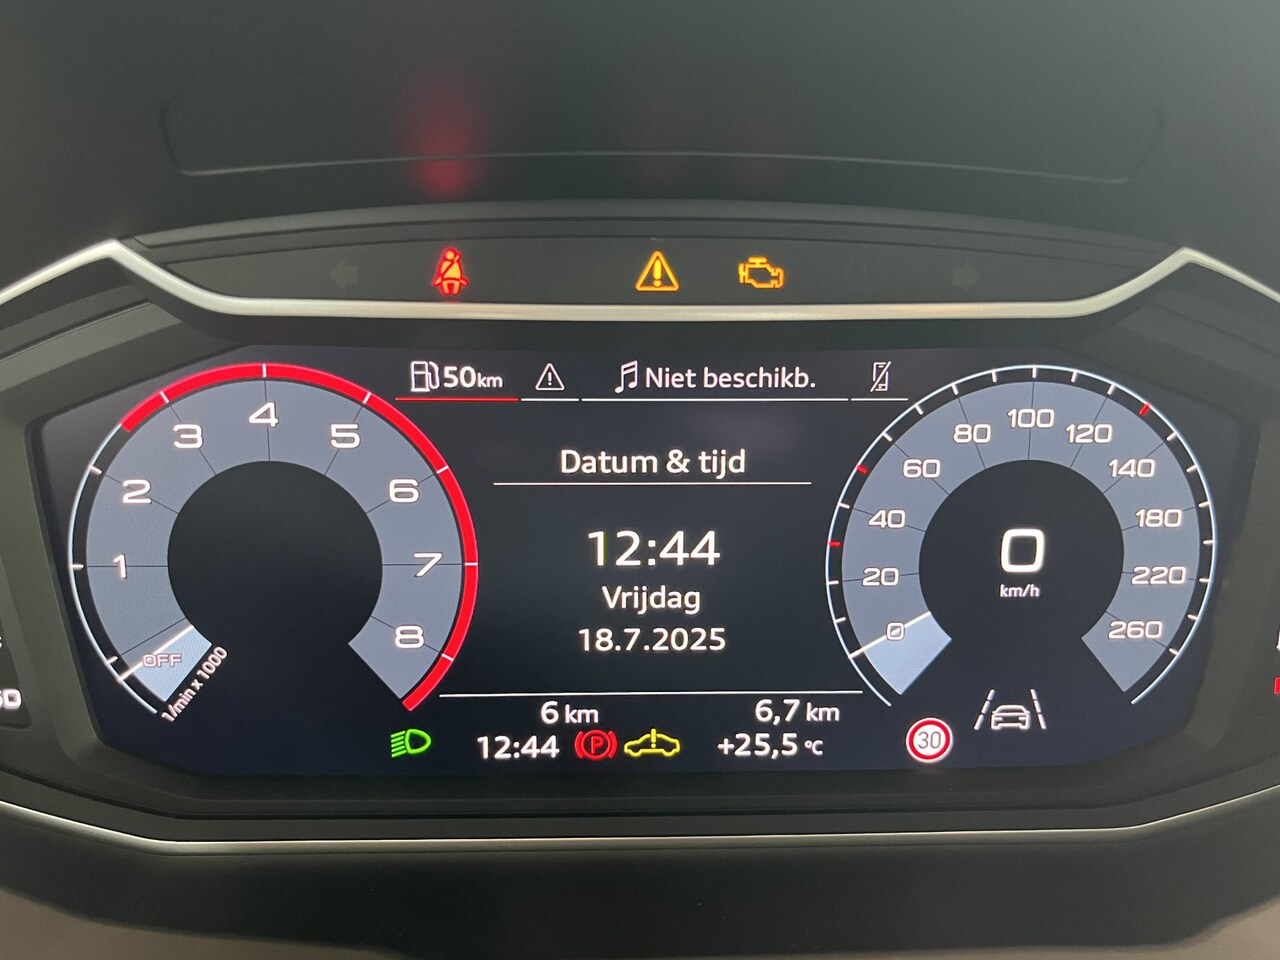 50 km
Niet beschikb.
Datum & tijd
12:44
Vrijdag
18.7.2025
6 km
6,7 km
12:44
P
+25,5 °C
30
OFF
1
2
3
4
5
6
7
8
1/min x 1000
0
20
40
60
80
100
120
140
180
220
260
0
km/h